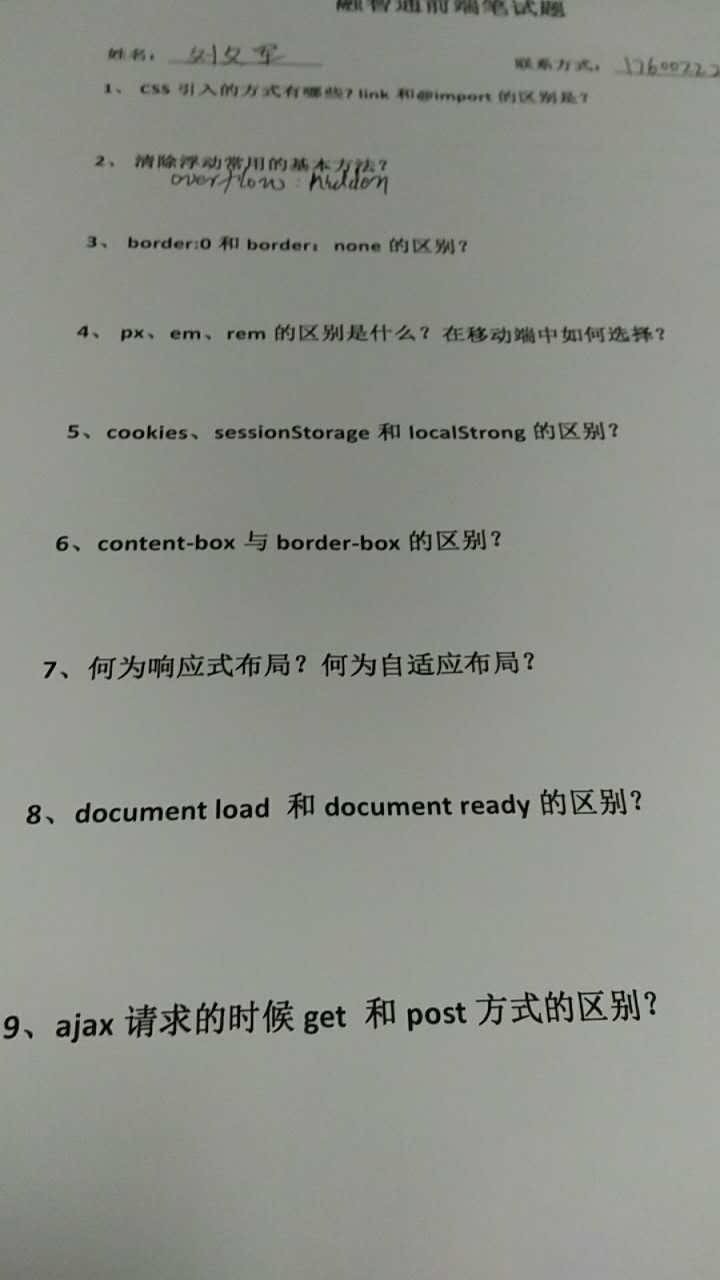 融智通前端笔试题
姓名： 刘文军 联系方式：
1、 CSS 引入的方式有哪些? link 和@import 的区别是?
2、 清除浮动常用的基本方法?
overflow : hidden
3、 border:0 和 border：none 的区别?
4、 px、em、rem 的区别是什么? 在移动端中如何选择?
5、cookies、sessionStorage 和 localStrong 的区别?
6、content-box 与 border-box 的区别?
7、何为响应式布局? 何为自适应布局?
8、document load 和 document ready 的区别?
9、ajax 请求的时候 get 和 post 方式的区别?